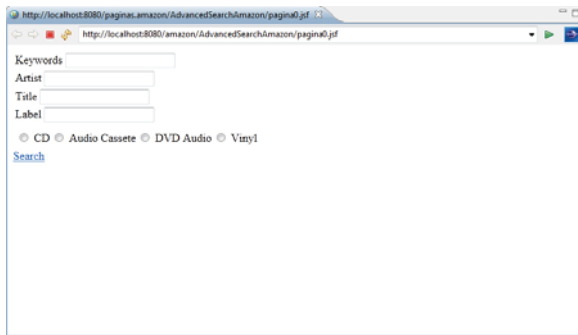 http://localhost:8080/paginas.amazon/AdvancedSearchAmazon/pagina0.jsf
http://localhost:8080/amazon/AdvancedSearchAmazon/pagina0.jsf
Keywords
Artist
Title
Label
CD Audio Cassete DVD Audio Vinyl
Search